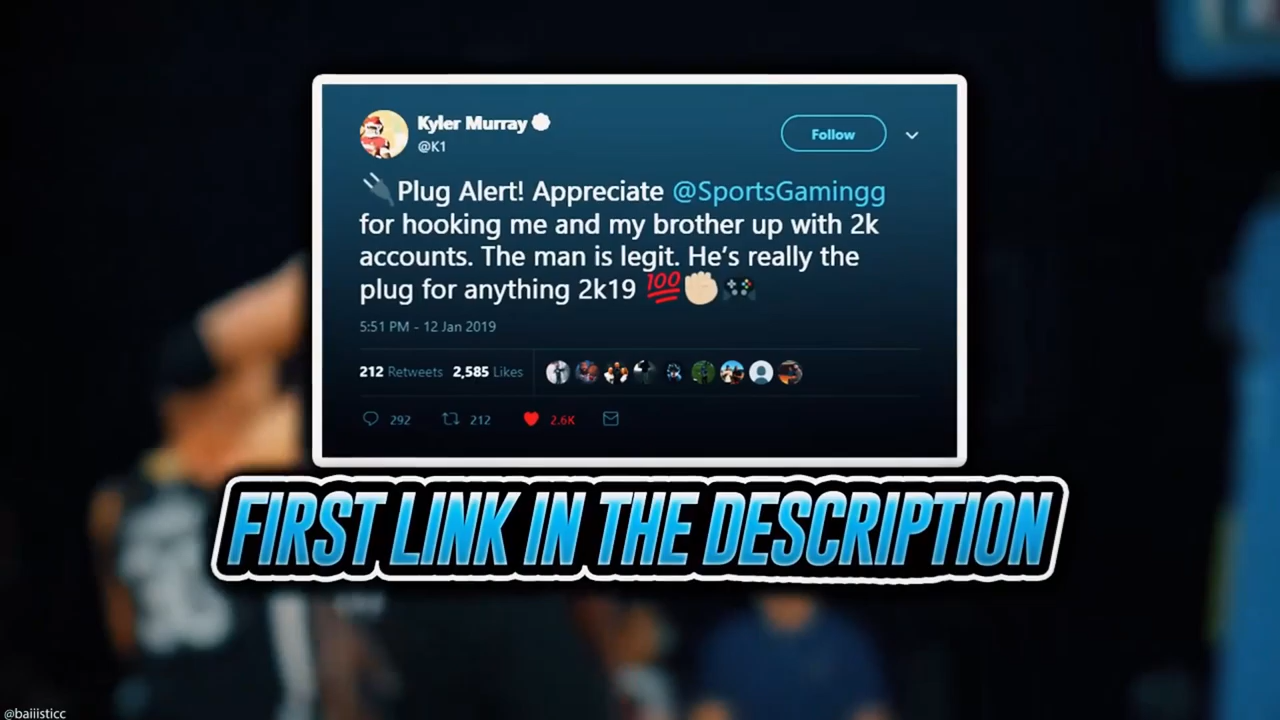 Kyler Murray
@K1
Follow
🔌Plug Alert! Appreciate @SportsGamingg
for hooking me and my brother up with 2k
accounts. The man is legit. He's really the
plug for anything 2k19 💯✊🏼🎮
5:51 PM - 12 Jan 2019
212 Retweets 2,585 Likes
292 212 2.6K
FIRST LINK IN THE DESCRIPTION
@baiiisticc